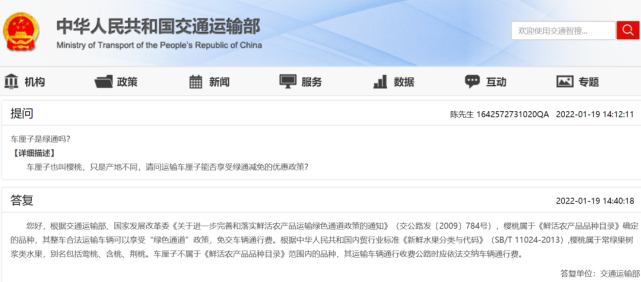 中华人民共和国交通运输部
Ministry of Transport of the People's Republic of China
欢迎使用交通智搜...
机构 政策 新闻 服务 数据 互动 专题
提问 陈先生 1642572731020QA 2022-01-19 14:12:11
车厘子是绿通吗?
【详细描述】
车厘子也叫樱桃，只是产地不同，请问运输车厘子能否享受绿通减免的优惠政策?
答复 2022-01-19 14:40:18
您好，根据交通运输部、国家发展改革委《关于进一步完善和落实鲜活农产品运输绿色通道政策的通知》（交公路发〔2009〕784号），樱桃属于《鲜活农产品品种目录》确定
的品种，其整车合法运输车辆可以享受“绿色通道”政策，免交车辆通行费。根据中华人民共和国内贸行业标准《新鲜水果分类与代码》（SB/T 11024-2013）,樱桃属于常绿果树
浆类水果，别名包括莺桃、含桃、荆桃。车厘子不属于《鲜活农产品品种目录》范围内的品种，其运输车辆通行收费公路时应依法交纳车辆通行费。
答复单位：交通运输部